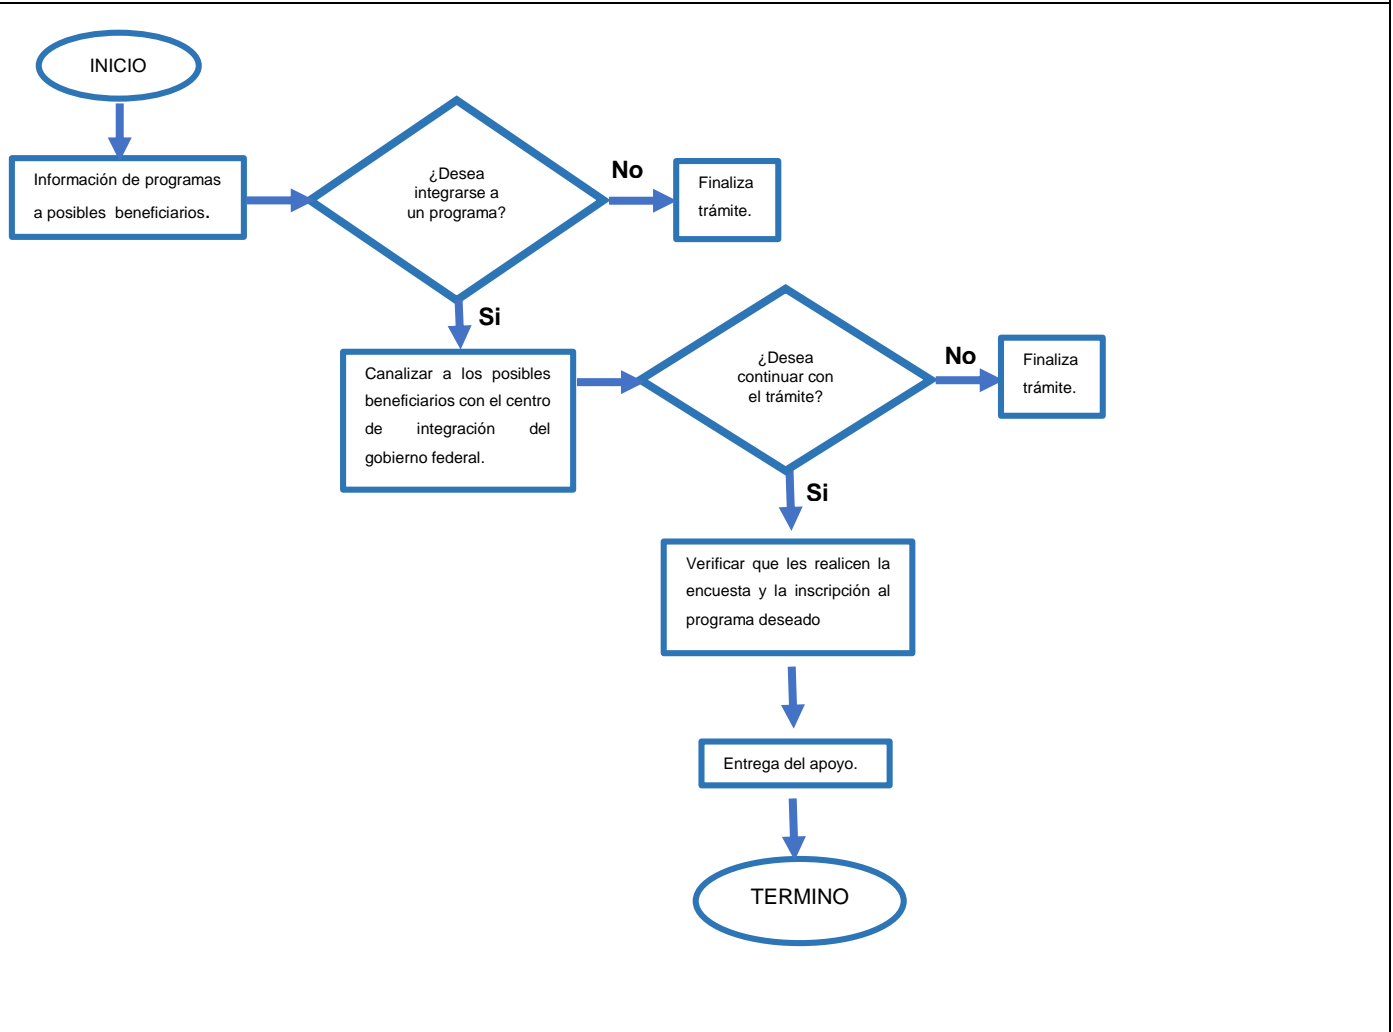 INICIO
Información de programas
a posibles beneficiarios.
¿Desea
integrarse a
un programa?
No
Finaliza
trámite.
Si
Canalizar a los posibles
beneficiarios con el centro
de integración del
gobierno federal.
¿Desea
continuar con
el trámite?
No
Finaliza
trámite.
Si
Verificar que les realicen la
encuesta y la inscripción al
programa deseado
Entrega del apoyo.
TERMINO